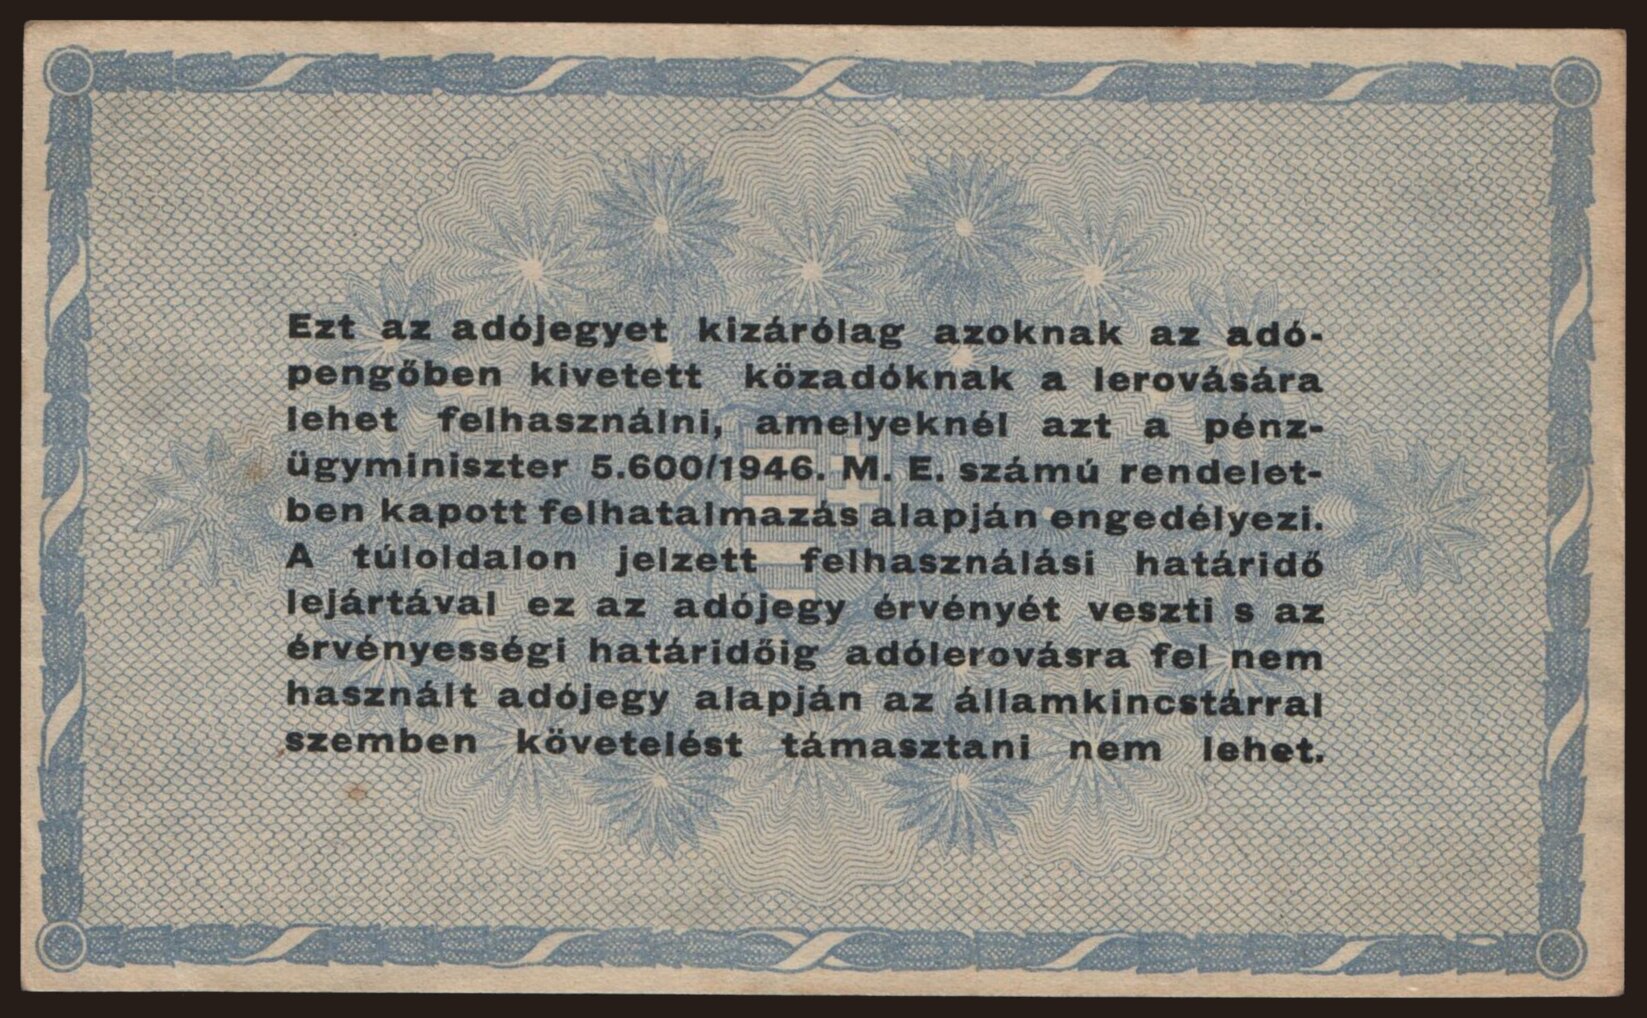 Ezt az adójegyet kizárólag azoknak az adó-
pengőben kivetett közadóknak a lerovására
lehet felhasználni, amelyeknél azt a pénz-
ügyminiszter 5.600/1946. M. E. számú rendelet-
ben kapott felhatalmazás alapján engedélyezi.
A túloldalon jelzett felhasználási határidő
lejártával ez az adójegy érvényét veszti s az
érvényességi határidőig adólerovásra fel nem
használt adójegy alapján az államkincstárral
szemben követelést támasztani nem lehet.